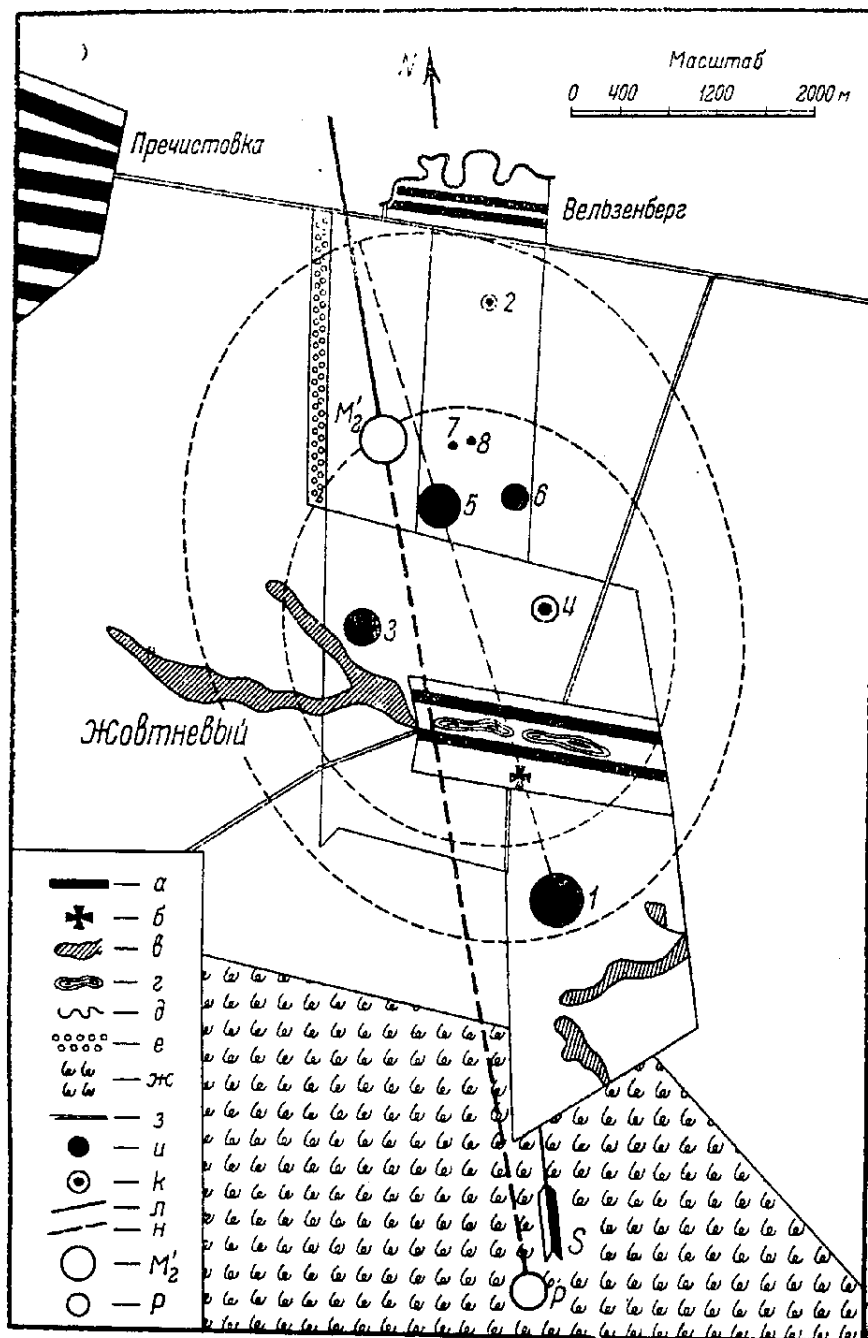 N
Масштаб
0 400 1200 2000 м
Пречистовка
Вельзенберг
2
M'2
7
8
5
6
4
3
Жовтневый
1
а
б
в
г
д
е
ж
з
и
к
л
н
M'2
P
S
P